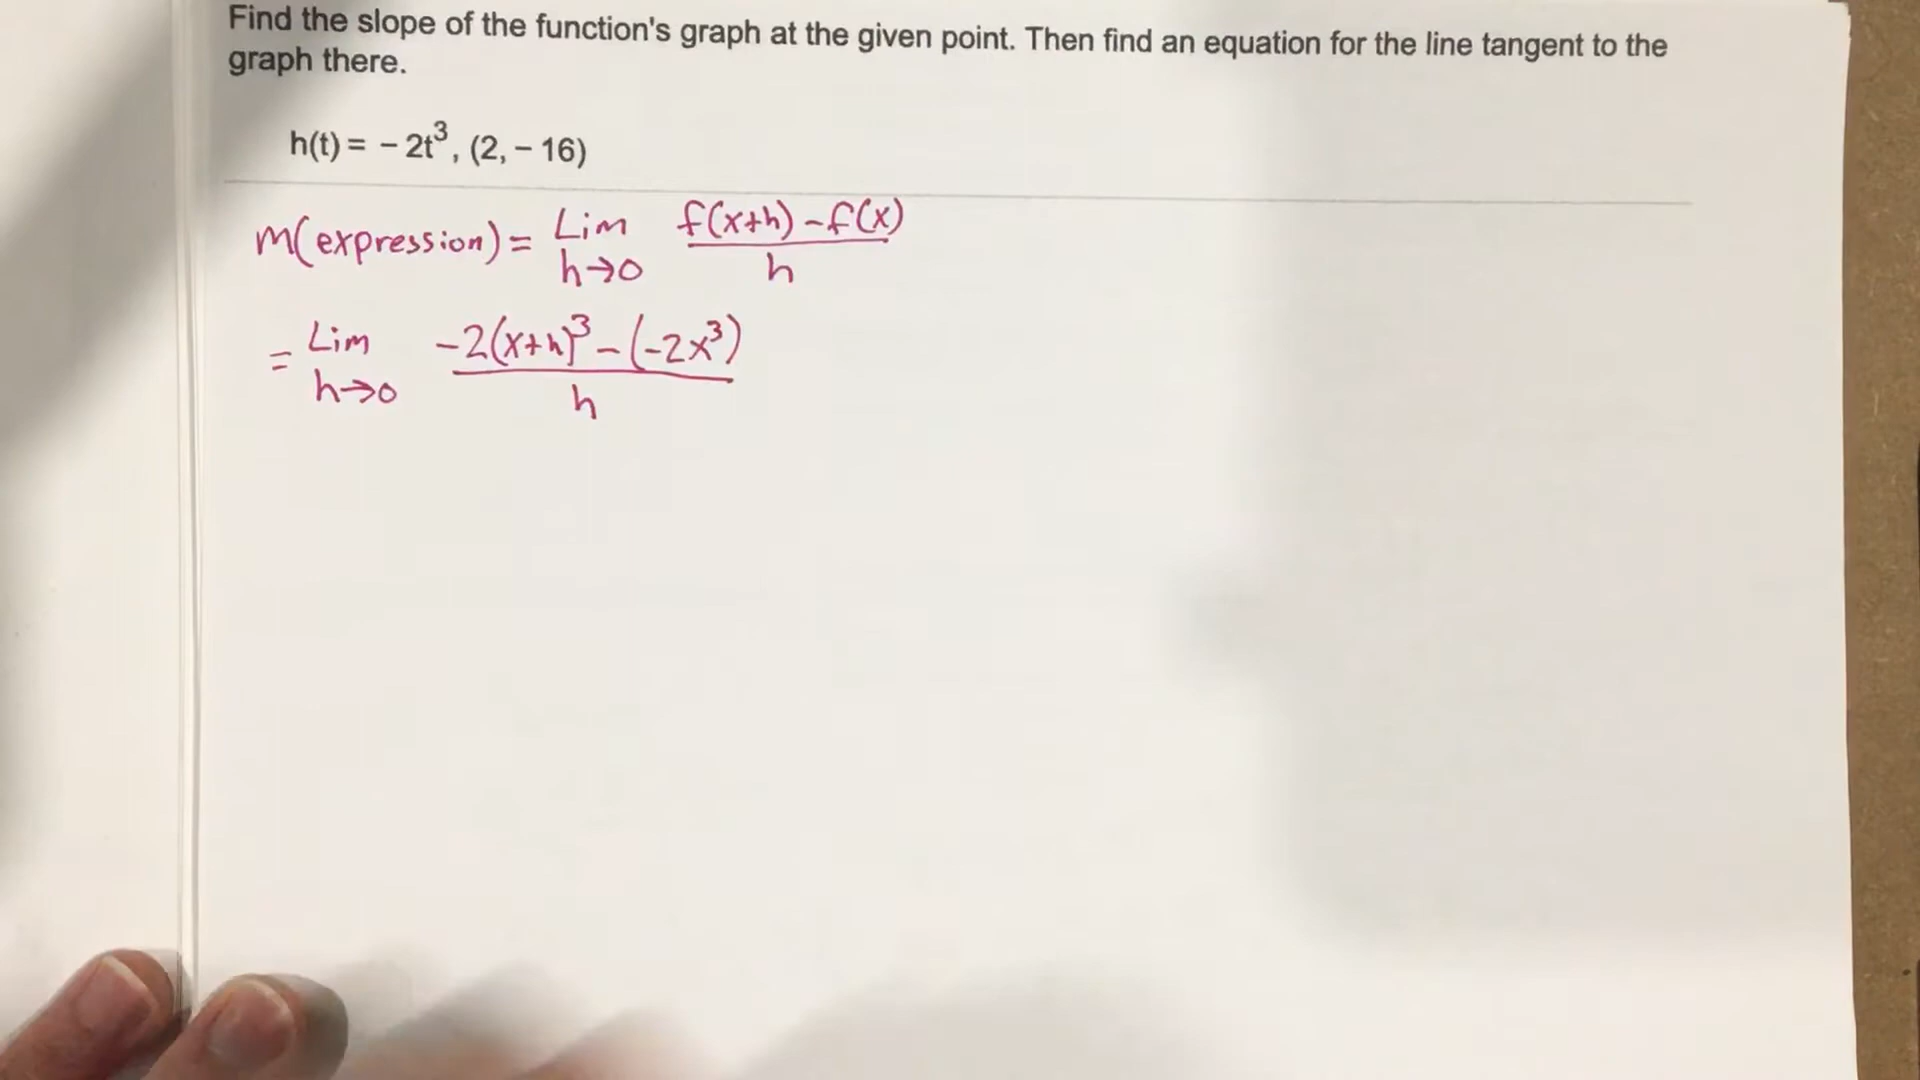 Find the slope of the function's graph at the given point. Then find an equation for the line tangent to the
graph there.
h(t) = − 2t³, (2, − 16)
m(expression) = Lim h→0 f(x+h) - f(x) / h
= Lim h→0 -2(x+h)³ - (-2x³) / h